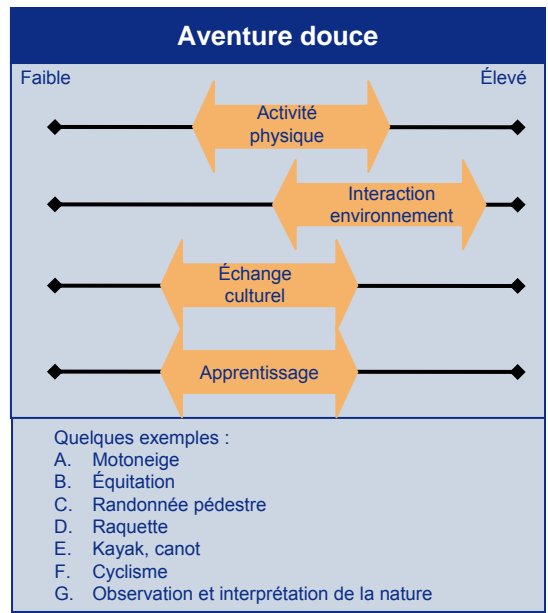 Aventure douce
Faible Élevé
Activité
physique
Interaction
environnement
Échange
culturel
Apprentissage
Quelques exemples :
A. Motoneige
B. Équitation
C. Randonnée pédestre
D. Raquette
E. Kayak, canot
F. Cyclisme
G. Observation et interprétation de la nature